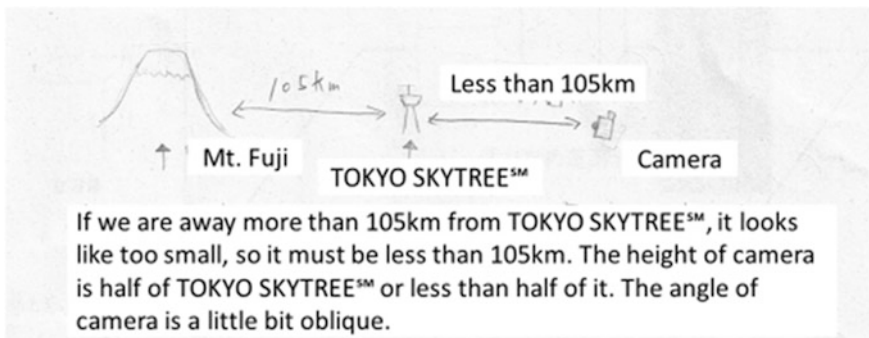 105km
Less than 105km
Mt. Fuji
Camera
TOKYO SKYTREE℠
If we are away more than 105km from TOKYO SKYTREE℠, it looks
like too small, so it must be less than 105km. The height of camera
is half of TOKYO SKYTREE℠ or less than half of it. The angle of
camera is a little bit oblique.